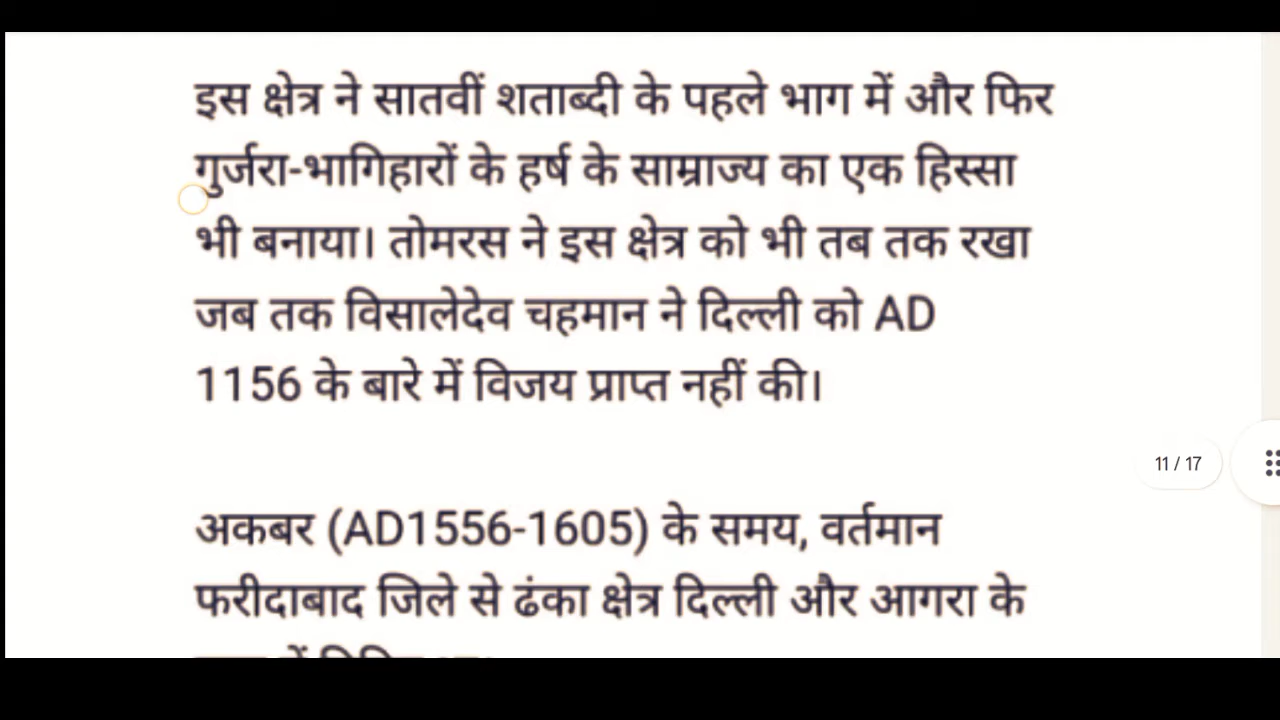 इस क्षेत्र ने सातवीं शताब्दी के पहले भाग में और फिर
गुर्जरा-भागिहारों के हर्ष के साम्राज्य का एक हिस्सा
भी बनाया। तोमरस ने इस क्षेत्र को भी तब तक रखा
जब तक विसालेदेव चहमान ने दिल्ली को AD
1156 के बारे में विजय प्राप्त नहीं की।
11 / 17
अकबर (AD1556-1605) के समय, वर्तमान
फरीदाबाद जिले से ढंका क्षेत्र दिल्ली और आगरा के